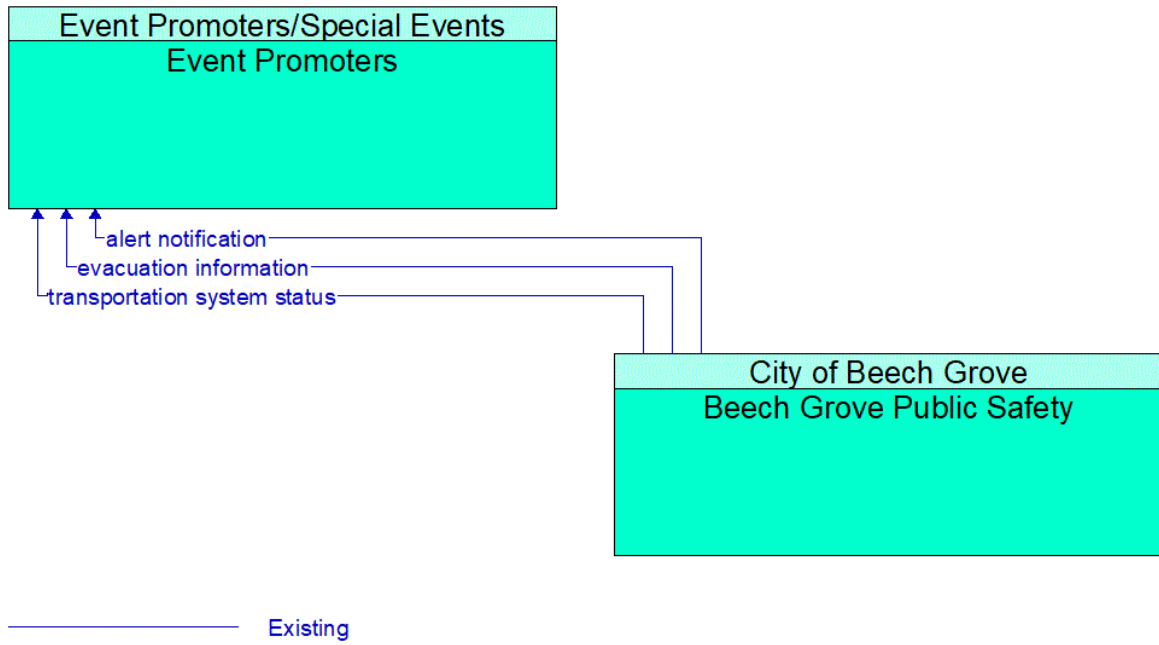 Event Promoters/Special Events
Event Promoters
alert notification
evacuation information
transportation system status
City of Beech Grove
Beech Grove Public Safety
Existing